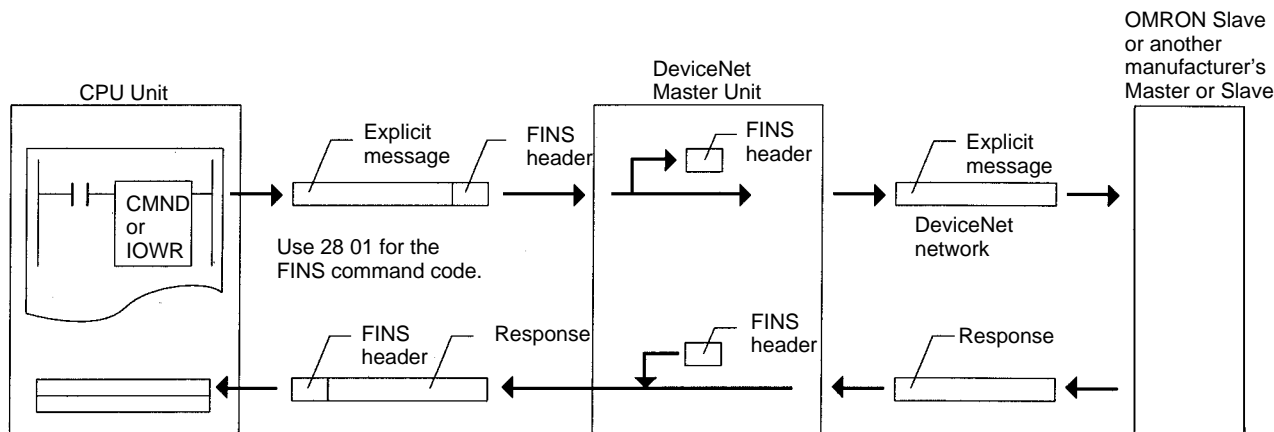 OMRON Slave
or another
manufacturer's
Master or Slave
CPU Unit
DeviceNet
Master Unit
Explicit
message
FINS
header
FINS
header
Explicit
message
CMND
or
IOWR
Use 28 01 for the
FINS command code.
DeviceNet
network
FINS
header
Response
FINS
header
Response